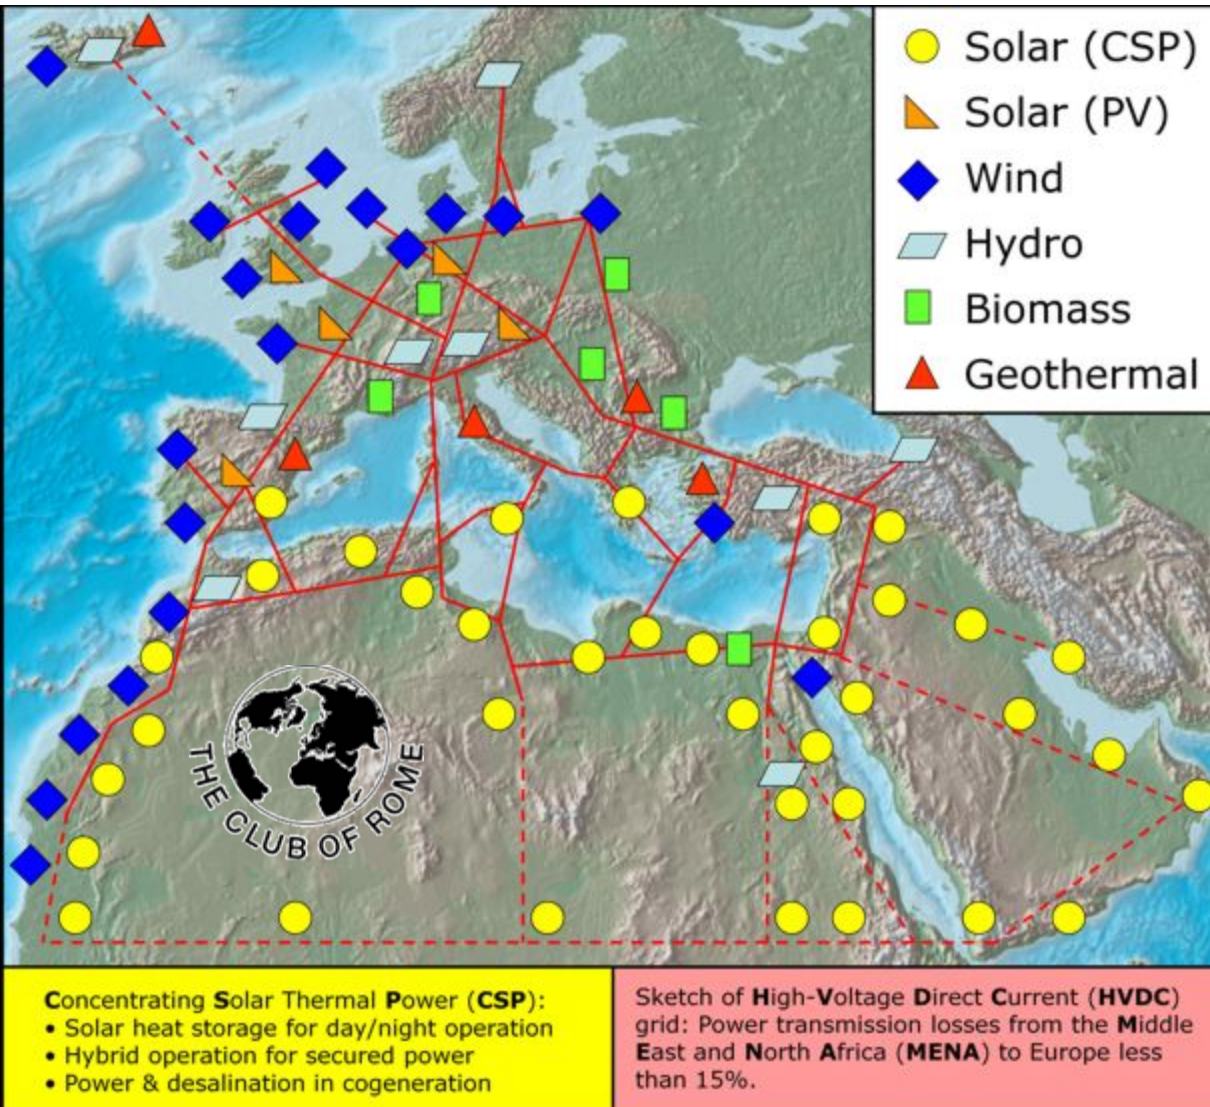 Solar (CSP)
Solar (PV)
Wind
Hydro
Biomass
Geothermal
THE CLUB OF ROME
Concentrating Solar Thermal Power (CSP):
• Solar heat storage for day/night operation
• Hybrid operation for secured power
• Power & desalination in cogeneration
Sketch of High-Voltage Direct Current (HVDC)
grid: Power transmission losses from the Middle
East and North Africa (MENA) to Europe less
than 15%.